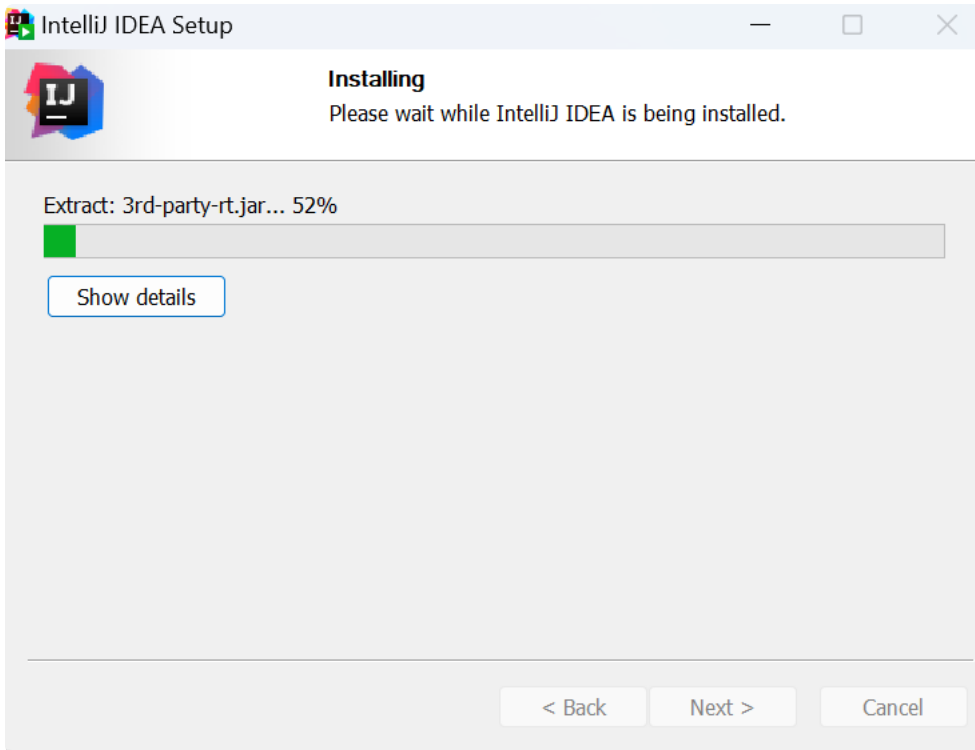 IntelliJ IDEA Setup
IJ
Installing
Please wait while IntelliJ IDEA is being installed.
Extract: 3rd-party-rt.jar... 52%
Show details
< Back
Next >
Cancel